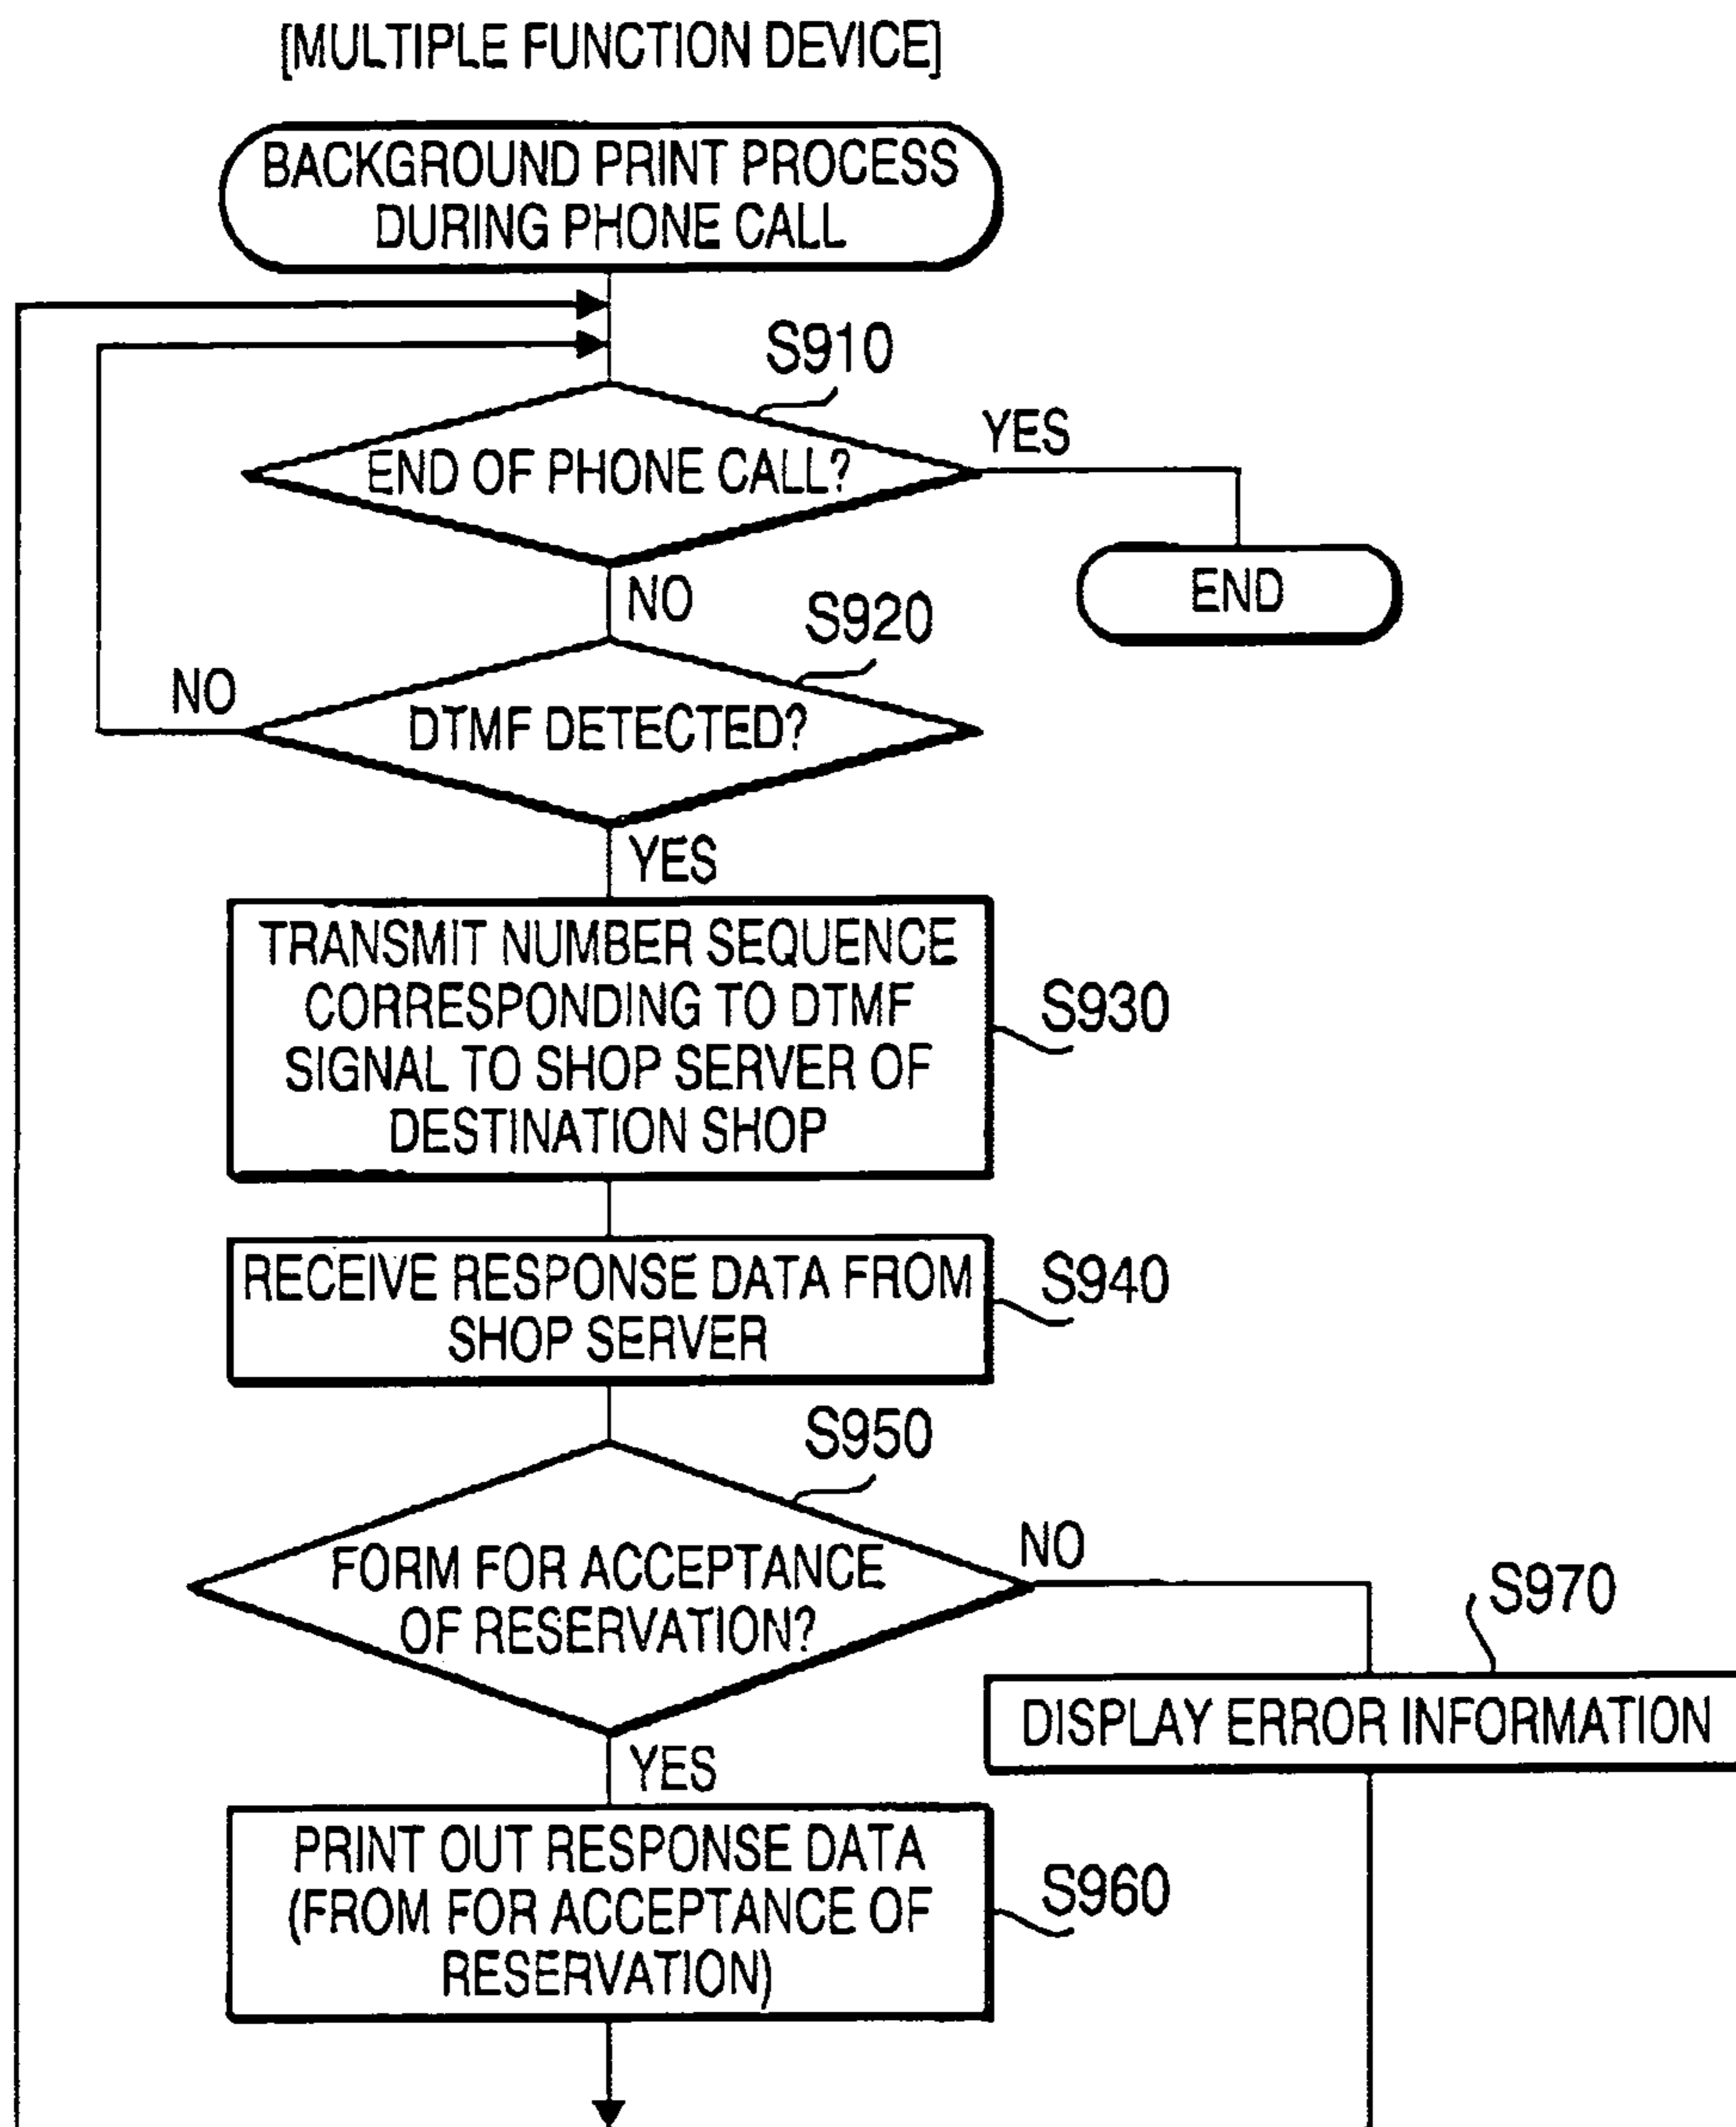 [MULTIPLE FUNCTION DEVICE]
BACKGROUND PRINT PROCESS
DURING PHONE CALL
S910
END OF PHONE CALL?
YES
END
NO
S920
DTMF DETECTED?
NO
YES
TRANSMIT NUMBER SEQUENCE
CORRESPONDING TO DTMF
SIGNAL TO SHOP SERVER OF
DESTINATION SHOP
S930
RECEIVE RESPONSE DATA FROM
SHOP SERVER
S940
S950
FORM FOR ACCEPTANCE
OF RESERVATION?
NO
S970
DISPLAY ERROR INFORMATION
YES
PRINT OUT RESPONSE DATA
(FROM FOR ACCEPTANCE OF
RESERVATION)
S960